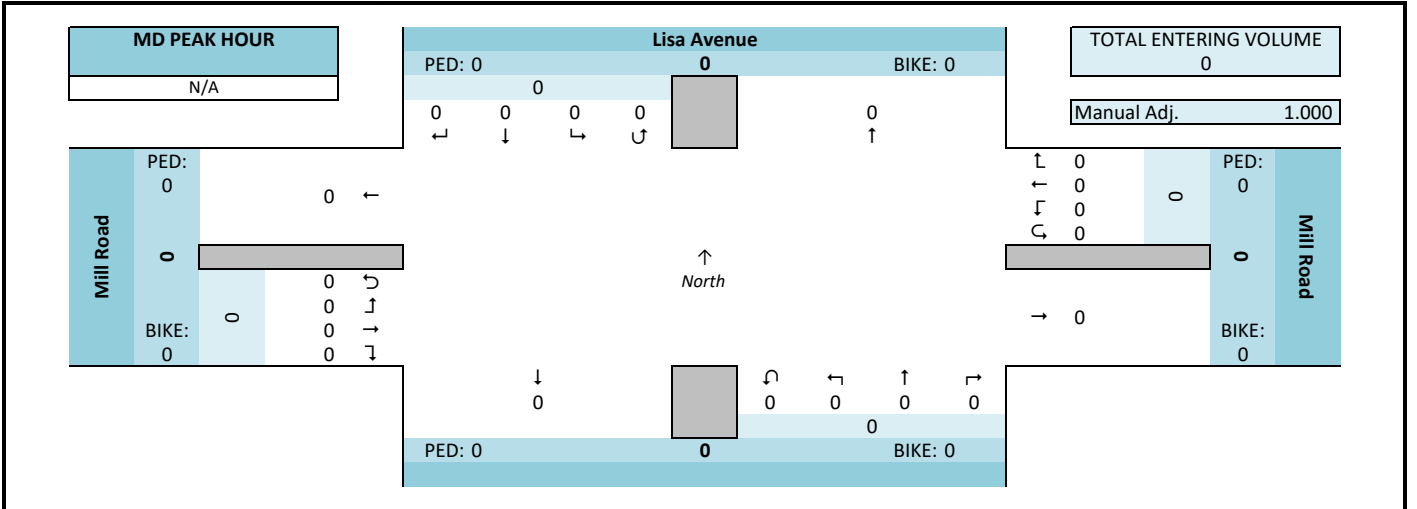 MD PEAK HOUR
N/A
Lisa Avenue
PED: 0 0 BIKE: 0
0
0 0 0 0 0
↵ ↓ ↳ ↺ ↑
TOTAL ENTERING VOLUME
0
Manual Adj. 1.000
Mill Road
PED:
0
0
BIKE:
0
0
0 ←
0 ↺
0 ↑
0 →
0 ↴
↑
North
↑ 0
← 0
↓ 0
↺ 0
→ 0
0
PED:
0
0
BIKE:
0
Mill Road
↓ ↺ ↰ ↑ ↱
0 0 0 0 0
0
PED: 0 0 BIKE: 0